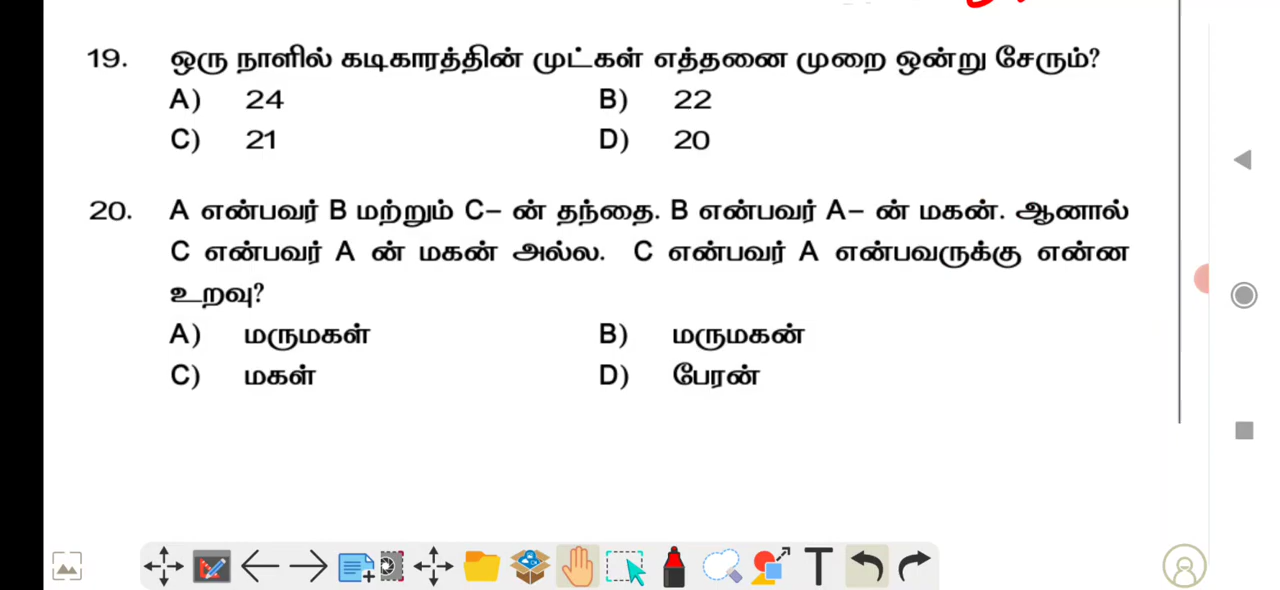 19. ஒரு நாளில் கடிகாரத்தின் முட்கள் எத்தனை முறை ஒன்று சேரும்?
A) 24 B) 22
C) 21 D) 20
20. A என்பவர் B மற்றும் C– ன் தந்தை. B என்பவர் A– ன் மகன். ஆனால்
C என்பவர் A ன் மகன் அல்ல. C என்பவர் A என்பவருக்கு என்ன
உறவு?
A) மருமகள் B) மருமகன்
C) மகள் D) பேரன்